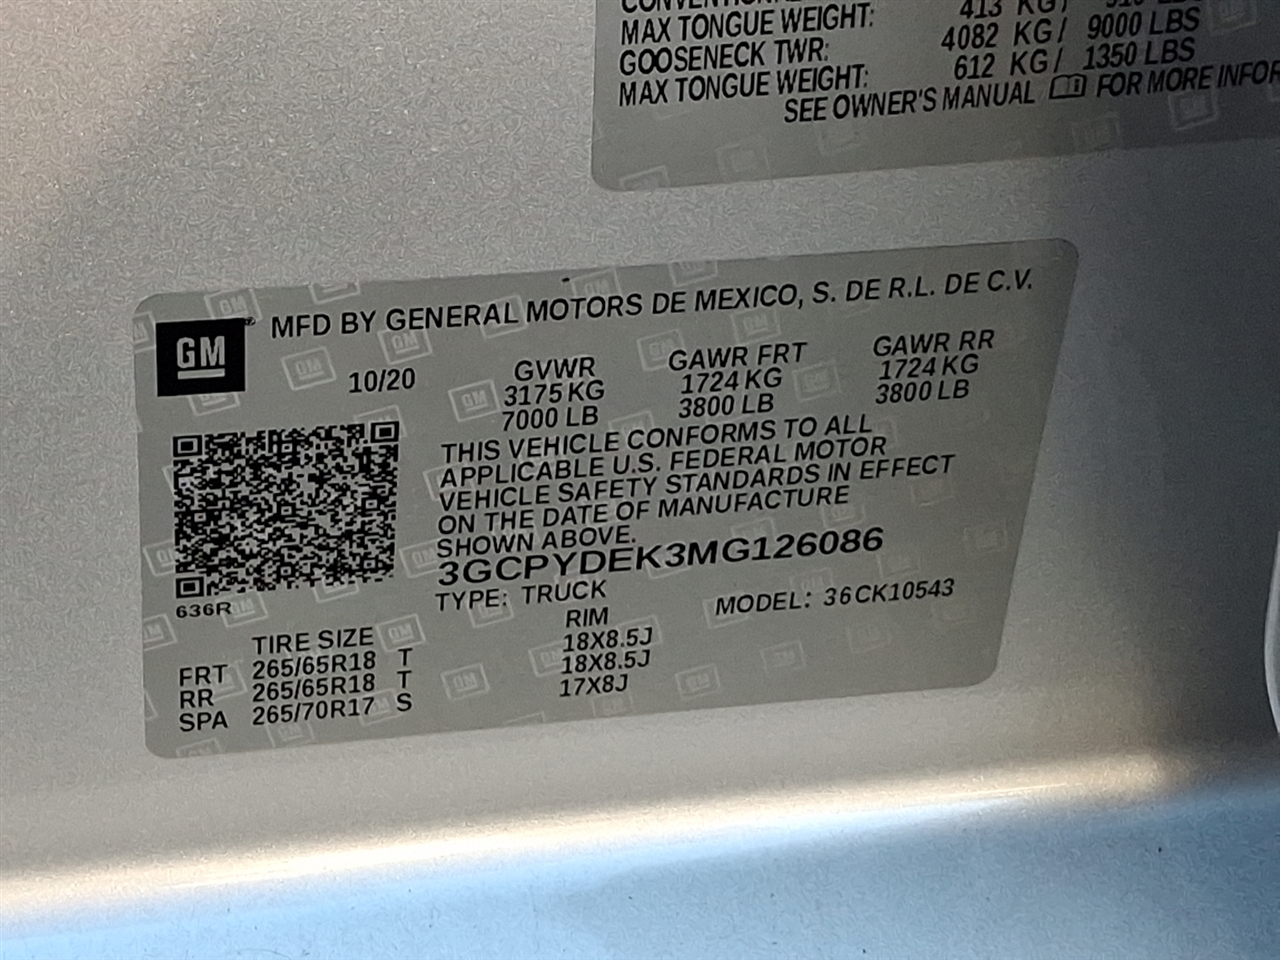 413 KG/
MAX TONGUE WEIGHT: 4082 KG/ 9000 LBS
GOOSENECK TWR: 612 KG/ 1350 LBS
MAX TONGUE WEIGHT:
SEE OWNER'S MANUAL FOR MORE INFOR
GM
MFD BY GENERAL MOTORS DE MEXICO, S. DE R.L. DE C.V.
10/20 GVWR GAWR FRT GAWR RR
3175 KG 1724 KG 1724 KG
7000 LB 3800 LB 3800 LB
THIS VEHICLE CONFORMS TO ALL
APPLICABLE U.S. FEDERAL MOTOR
VEHICLE SAFETY STANDARDS IN EFFECT
ON THE DATE OF MANUFACTURE
SHOWN ABOVE.
3GCPYDEK3MG126086
TYPE: TRUCK MODEL: 36CK10543
636R
TIRE SIZE RIM
FRT 265/65R18 T 18X8.5J
RR 265/65R18 T 18X8.5J
SPA 265/70R17 S 17X8J